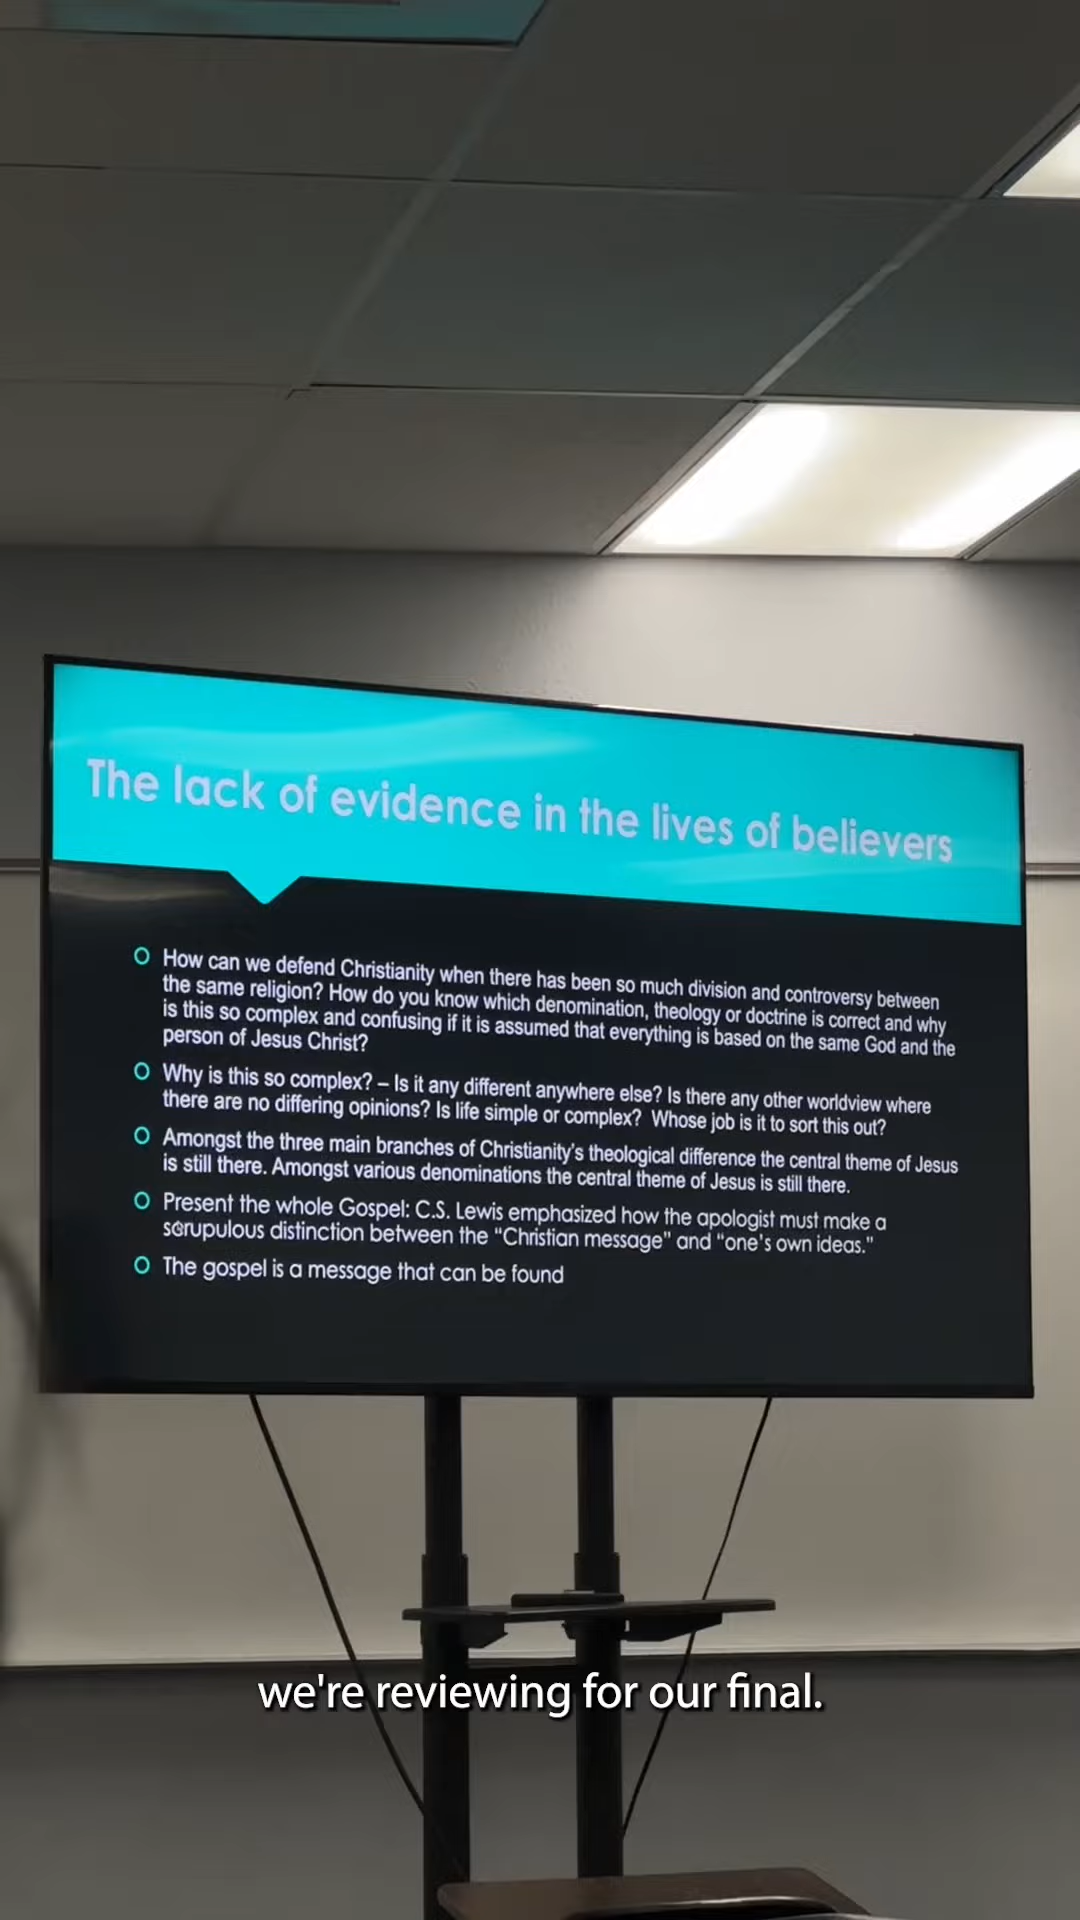 The lack of evidence in the lives of believers
How can we defend Christianity when there has been so much division and controversy between
the same religion? How do you know which denomination, theology or doctrine is correct and why
is this so complex and confusing if it is assumed that everything is based on the same God and the
person of Jesus Christ?
Why is this so complex? – Is it any different anywhere else? Is there any other worldview where
there are no differing opinions? Is life simple or complex? Whose job is it to sort this out?
Amongst the three main branches of Christianity's theological difference the central theme of Jesus
is still there. Amongst various denominations the central theme of Jesus is still there.
Present the whole Gospel: C.S. Lewis emphasized how the apologist must make a
scrupulous distinction between the "Christian message" and "one's own ideas."
The gospel is a message that can be found
we're reviewing for our final.